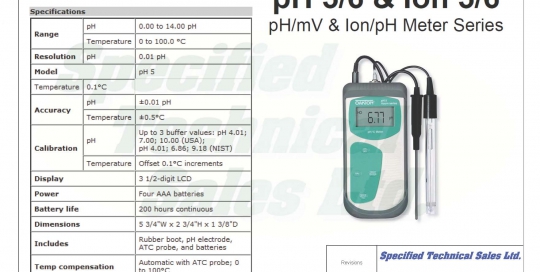 pH 5/6 & Ion 5/6
pH/mV & Ion/pH Meter Series
Specifications
Range
pH
0.00 to 14.00 pH
Temperature
0 to 100.0 °C
Resolution
pH
0.01 pH
Model
pH 5
Temperature
0.1°C
Accuracy
pH
±0.01 pH
Temperature
±0.5°C
Calibration
pH
Up to 3 buffer values: pH 4.01;
7.00; 10.00 (USA);
pH 4.01; 6.86; 9.18 (NIST)
Temperature
Offset 0.1°C increments
Display
3 1/2-digit LCD
Power
Four AAA batteries
Battery life
200 hours continuous
Dimensions
5 3/4"W x 2 3/4"H x 1 3/8"D
Includes
Rubber boot, pH electrode,
ATC probe, and batteries
Temp compensation
Automatic with ATC probe; 0
to 100°C
Specified
Technical
Sales Ltd.
6.77
Revisions
Specified Technical Sales Ltd.